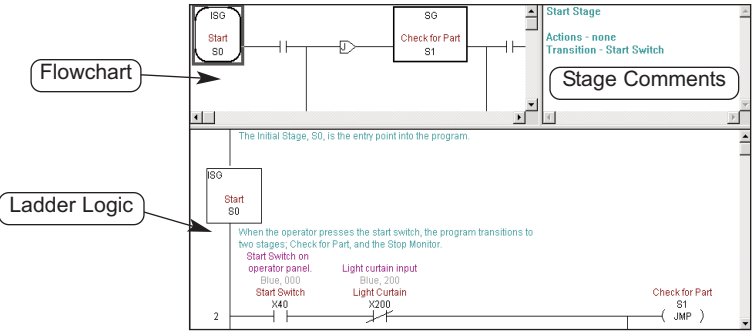 ISG
Start
S0
J
SG
Check for Part
S1
Start Stage
Actions - none
Transition - Start Switch
Flowchart
Stage Comments
The Initial Stage, S0, is the entry point into the program.
ISG
Start
S0
Ladder Logic
When the operator presses the start switch, the program transitions to
two stages; Check for Part, and the Stop Monitor.
Start Switch on
operator panel.
Blue, 000
Start Switch
X40
Light curtain input
Blue, 200
Light Curtain
X200
Check for Part
S1
JMP
2